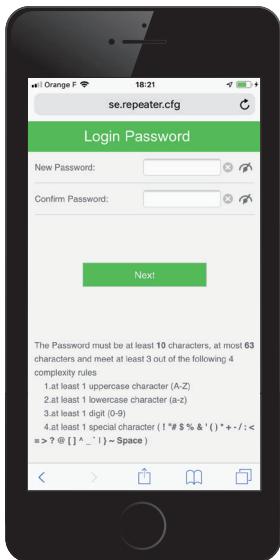 Orange F 18:21
se.repeater.cfg
Login Password
New Password:
Confirm Password:
Next
The Password must be at least 10 characters, at most 63
characters and meet at least 3 out of the following 4
complexity rules
1.at least 1 uppercase character (A-Z)
2.at least 1 lowercase character (a-z)
3.at least 1 digit (0-9)
4.at least 1 special character ( ! "# $ % & ' ( ) * + - / : <
= > ? @ [ ] ^ _ ` | } ~ Space )